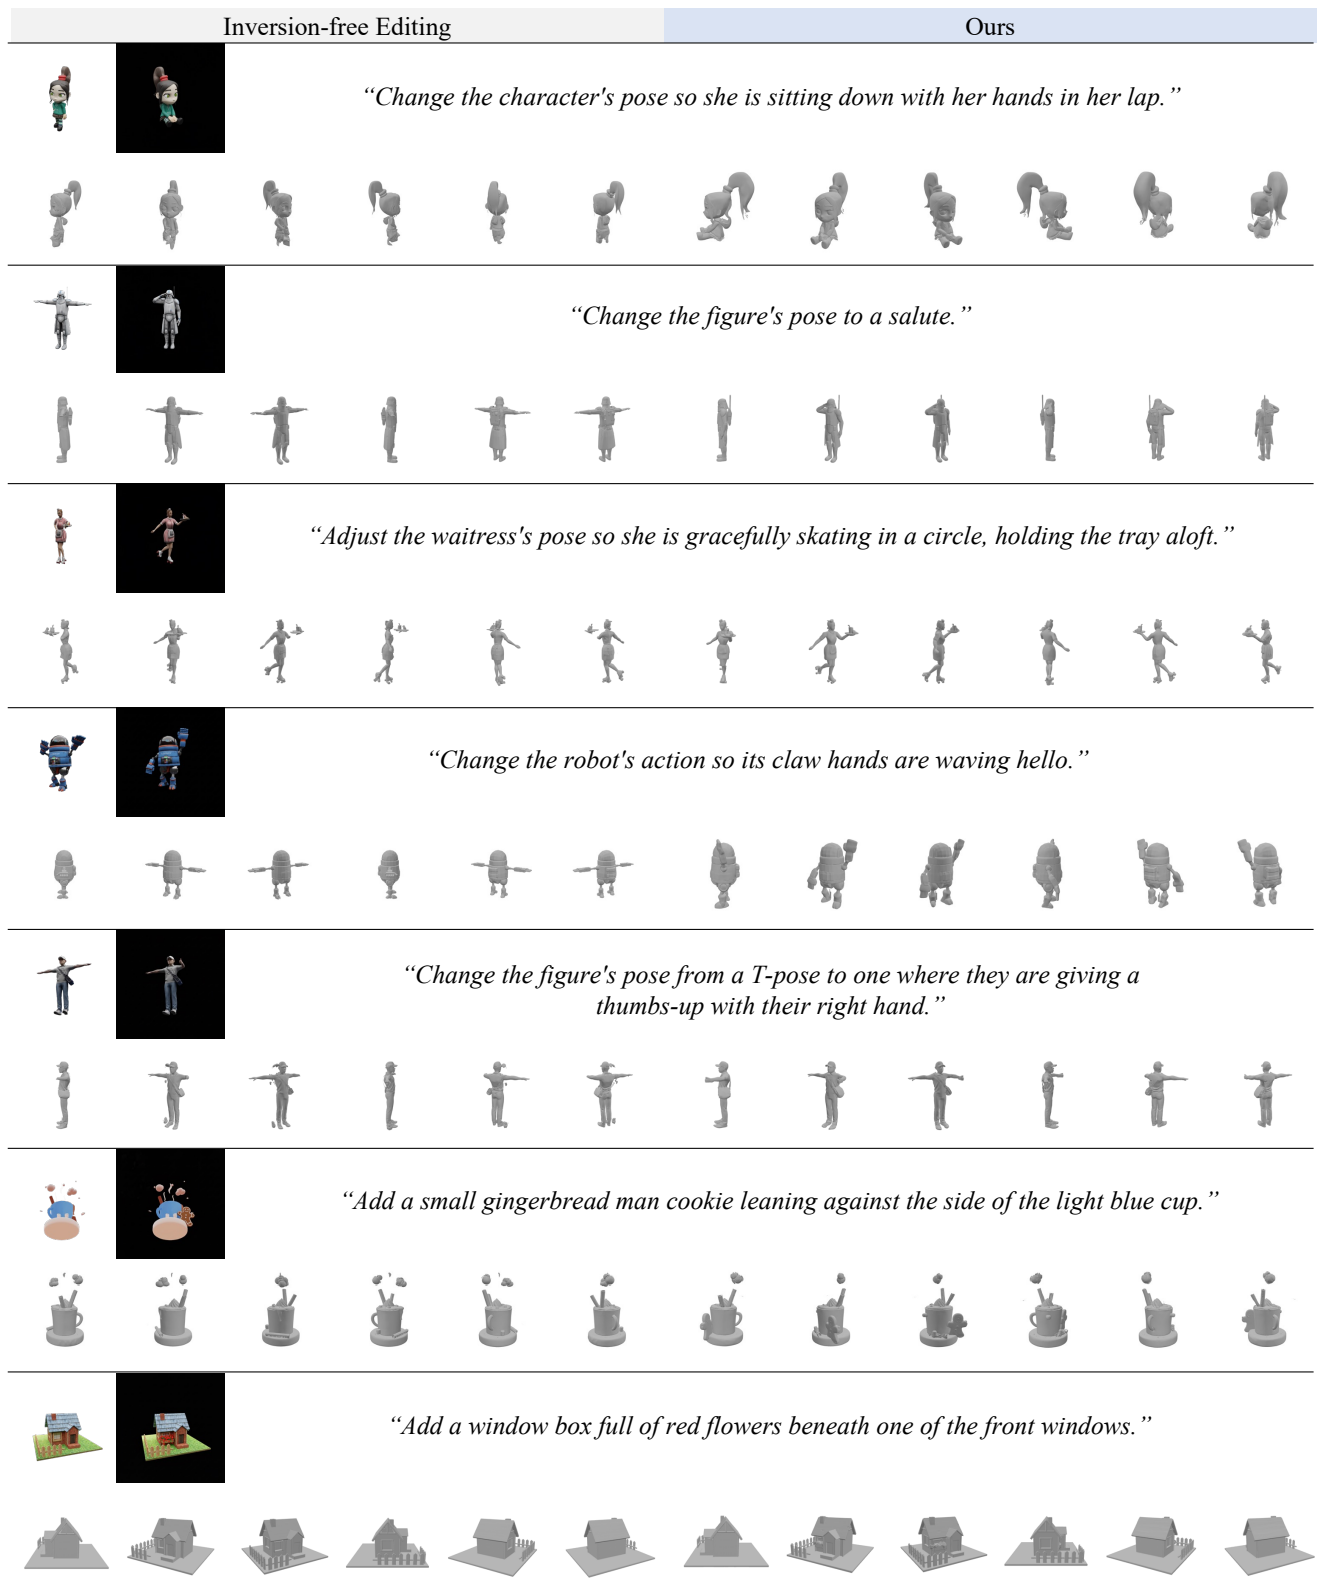 Inversion-free Editing
Ours
“Change the character's pose so she is sitting down with her hands in her lap.”
“Change the figure's pose to a salute.”
“Adjust the waitress's pose so she is gracefully skating in a circle, holding the tray aloft.”
“Change the robot's action so its claw hands are waving hello.”
“Change the figure's pose from a T-pose to one where they are giving a
thumbs-up with their right hand.”
“Add a small gingerbread man cookie leaning against the side of the light blue cup.”
“Add a window box full of red flowers beneath one of the front windows.”